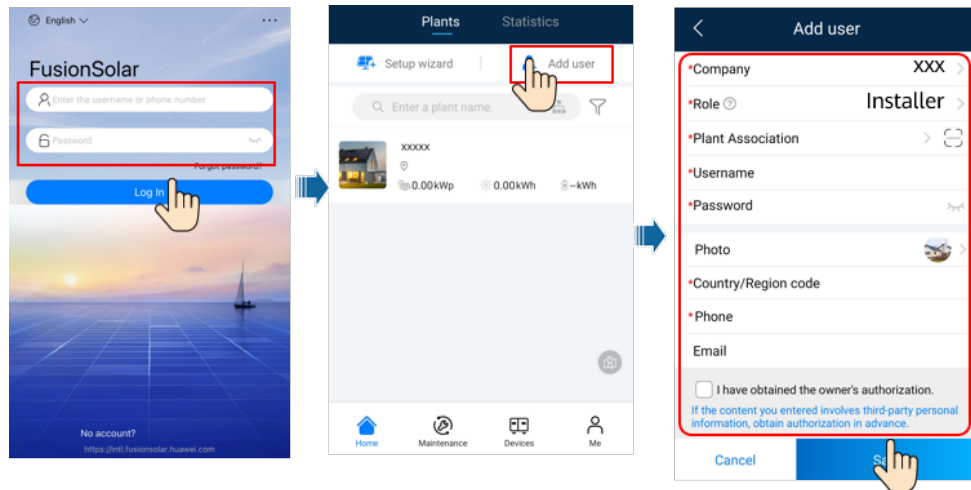 English
FusionSolar
Enter the username or phone number
Password
Forgot password?
Log In
No account?
https://intl.fusionsolar.huawei.com
Plants Statistics
Setup wizard Add user
Enter a plant name.
xxxxx
0.00kWp 0.00kWh --kWh
Home Maintenance Devices Me
Add user
*Company XXX
*Role Installer
*Plant Association
*Username
*Password
Photo
*Country/Region code
*Phone
Email
I have obtained the owner's authorization.
If the content you entered involves third-party personal
information, obtain authorization in advance.
Cancel